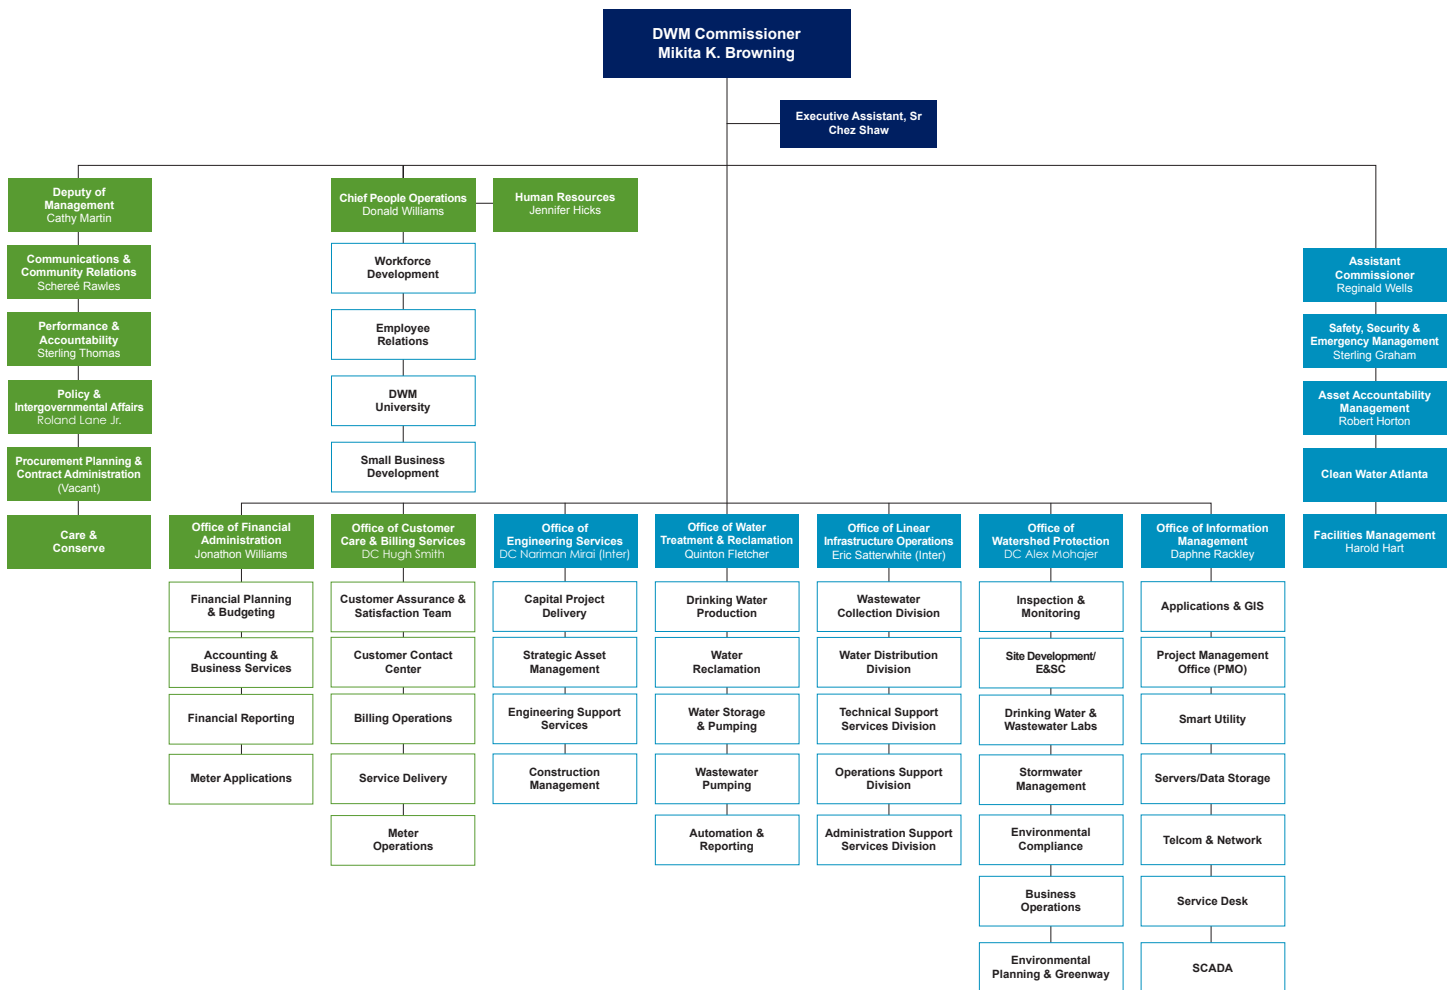 DWM Commissioner
Mikita K. Browning
Executive Assistant, Sr
Chez Shaw
Deputy of
Management
Cathy Martin
Communications &
Community Relations
Schereé Rawles
Performance &
Accountability
Sterling Thomas
Policy &
Intergovernmental Affairs
Roland Lane Jr.
Procurement Planning &
Contract Administration
(Vacant)
Care &
Conserve
Chief People Operations
Donald Williams
Human Resources
Jennifer Hicks
Workforce
Development
Employee
Relations
DWM
University
Small Business
Development
Assistant
Commissioner
Reginald Wells
Safety, Security &
Emergency Management
Sterling Graham
Asset Accountability
Management
Robert Horton
Clean Water Atlanta
Facilities Management
Harold Hart
Office of Financial
Administration
Jonathon Williams
Financial Planning
& Budgeting
Accounting &
Business Services
Financial Reporting
Meter Applications
Office of Customer
Care & Billing Services
DC Hugh Smith
Customer Assurance &
Satisfaction Team
Customer Contact
Center
Billing Operations
Service Delivery
Meter
Operations
Office of
Engineering Services
DC Nariman Mirai (Inter)
Capital Project
Delivery
Strategic Asset
Management
Engineering Support
Services
Construction
Management
Office of Water
Treatment & Reclamation
Quinton Fletcher
Drinking Water
Production
Water
Reclamation
Water Storage
& Pumping
Wastewater
Pumping
Automation &
Reporting
Office of Linear
Infrastructure Operations
Eric Satterwhite (Inter)
Wastewater
Collection Division
Water Distribution
Division
Technical Support
Services Division
Operations Support
Division
Administration Support
Services Division
Office of
Watershed Protection
DC Alex Mohajer
Inspection &
Monitoring
Site Development/
E&SC
Drinking Water &
Wastewater Labs
Stormwater
Management
Environmental
Compliance
Business
Operations
Environmental
Planning & Greenway
Office of Information
Management
Daphne Rackley
Applications & GIS
Project Management
Office (PMO)
Smart Utility
Servers/Data Storage
Telcom & Network
Service Desk
SCADA